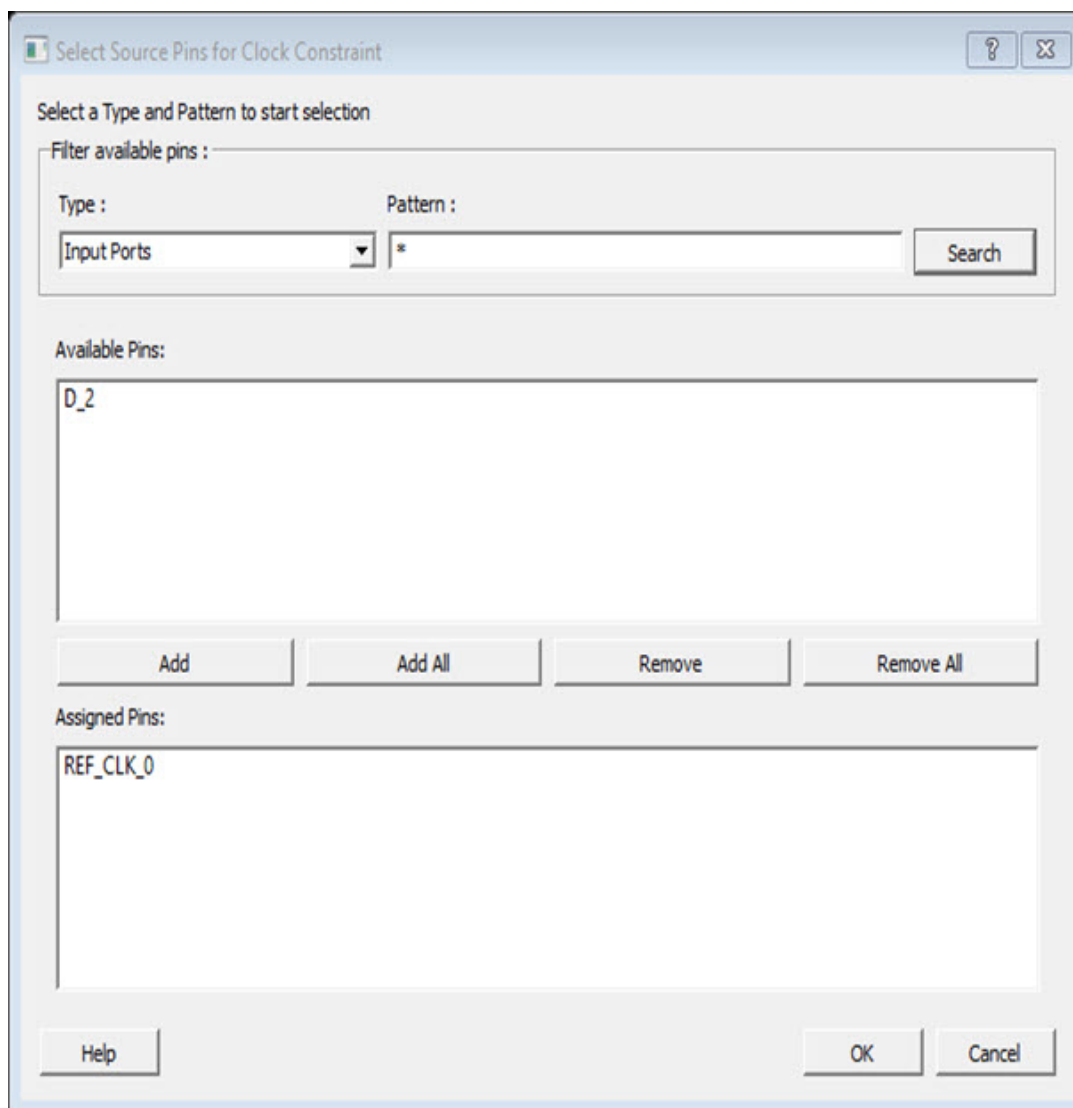 Select Source Pins for Clock Constraint
Select a Type and Pattern to start selection
Filter available pins :
Type : Pattern :
Input Ports * Search
Available Pins:
D_2
Add Add All Remove Remove All
Assigned Pins:
REF_CLK_0
Help OK Cancel